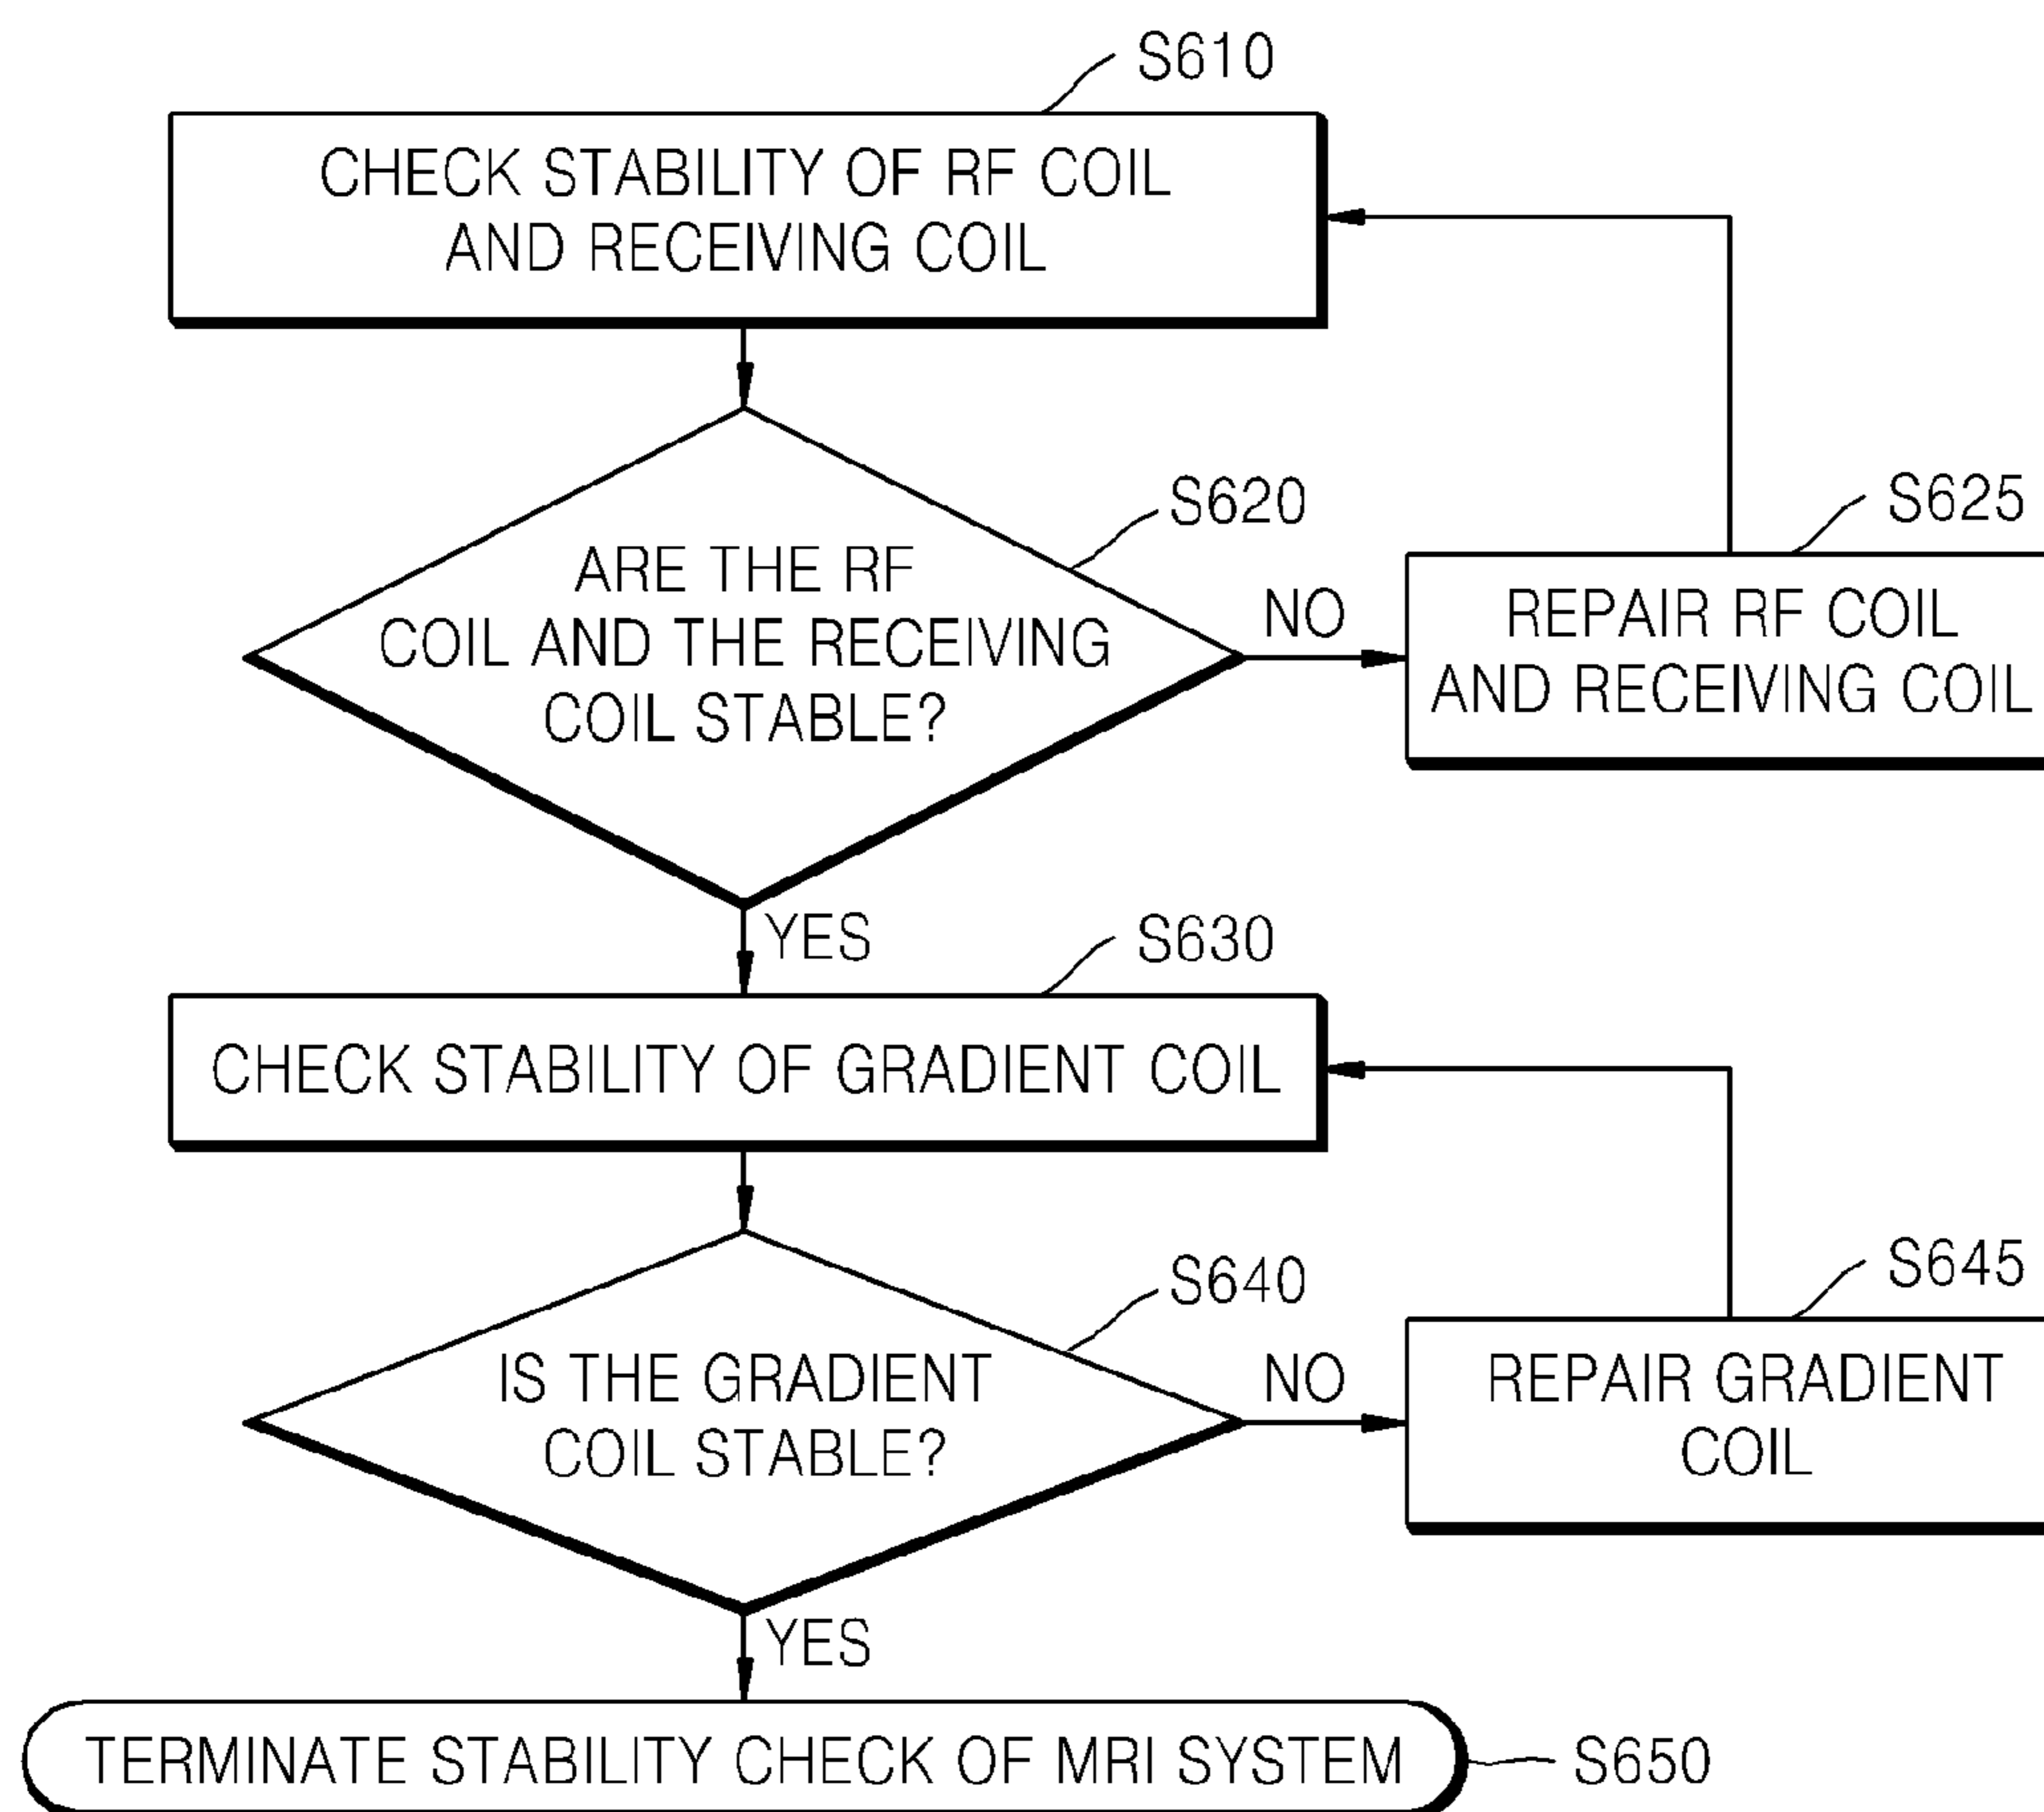 S610
CHECK STABILITY OF RF COIL
AND RECEIVING COIL
S620
ARE THE RF
COIL AND THE RECEIVING
COIL STABLE?
NO
S625
REPAIR RF COIL
AND RECEIVING COIL
YES
S630
CHECK STABILITY OF GRADIENT COIL
S640
IS THE GRADIENT
COIL STABLE?
NO
S645
REPAIR GRADIENT
COIL
YES
TERMINATE STABILITY CHECK OF MRI SYSTEM
S650